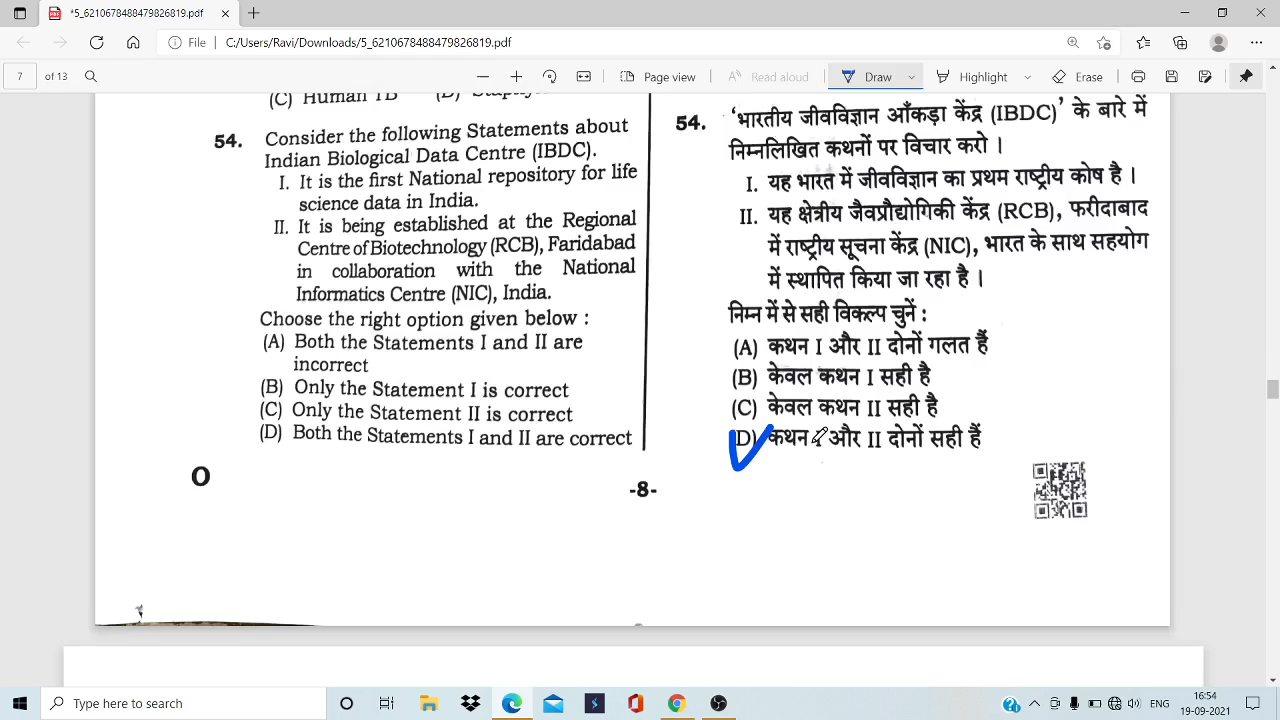 *5_6210678488479826819.pdf
File
C:/Users/Ravi/Downloads/5_6210678488479826819.pdf
7 of 13
Page view
Read aloud
Draw
Highlight
Erase
(C) Human TB
54. Consider the following Statements about
Indian Biological Data Centre (IBDC).
I. It is the first National repository for life
science data in India.
II. It is being established at the Regional
Centre of Biotechnology (RCB), Faridabad
in collaboration with the National
Informatics Centre (NIC), India.
Choose the right option given below :
(A) Both the Statements I and II are
incorrect
(B) Only the Statement I is correct
(C) Only the Statement II is correct
(D) Both the Statements I and II are correct
54. ‘भारतीय जीवविज्ञान आँकड़ा केंद्र (IBDC)’ के बारे में
निम्नलिखित कथनों पर विचार करो ।
I. यह भारत में जीवविज्ञान का प्रथम राष्ट्रीय कोष है ।
II. यह क्षेत्रीय जैवप्रौद्योगिकी केंद्र (RCB), फरीदाबाद
में राष्ट्रीय सूचना केंद्र (NIC), भारत के साथ सहयोग
में स्थापित किया जा रहा है ।
निम्न में से सही विकल्प चुनें :
(A) कथन I और II दोनों गलत हैं
(B) केवल कथन I सही है
(C) केवल कथन II सही है
(D) कथन I और II दोनों सही हैं
O
-8-
Type here to search
ENG
16:54
19-09-2021